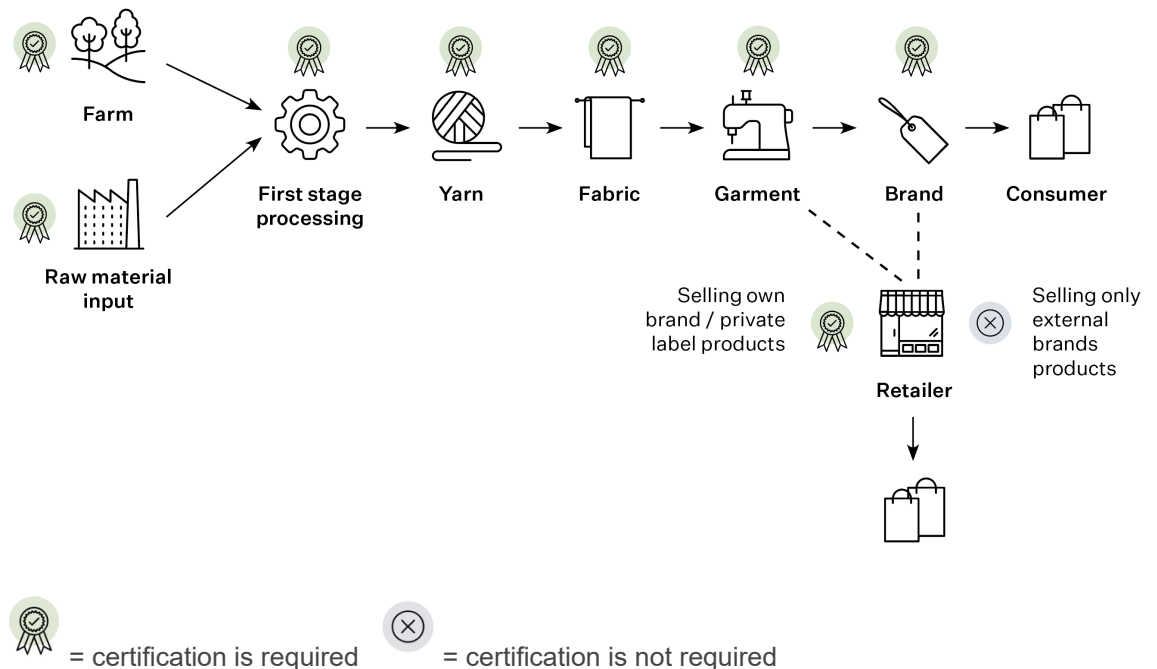 Farm
Raw material
input
First stage
processing
Yarn
Fabric
Garment
Brand
Consumer
Selling own
brand / private
label products
Selling only
external
brands
products
Retailer
= certification is required
= certification is not required